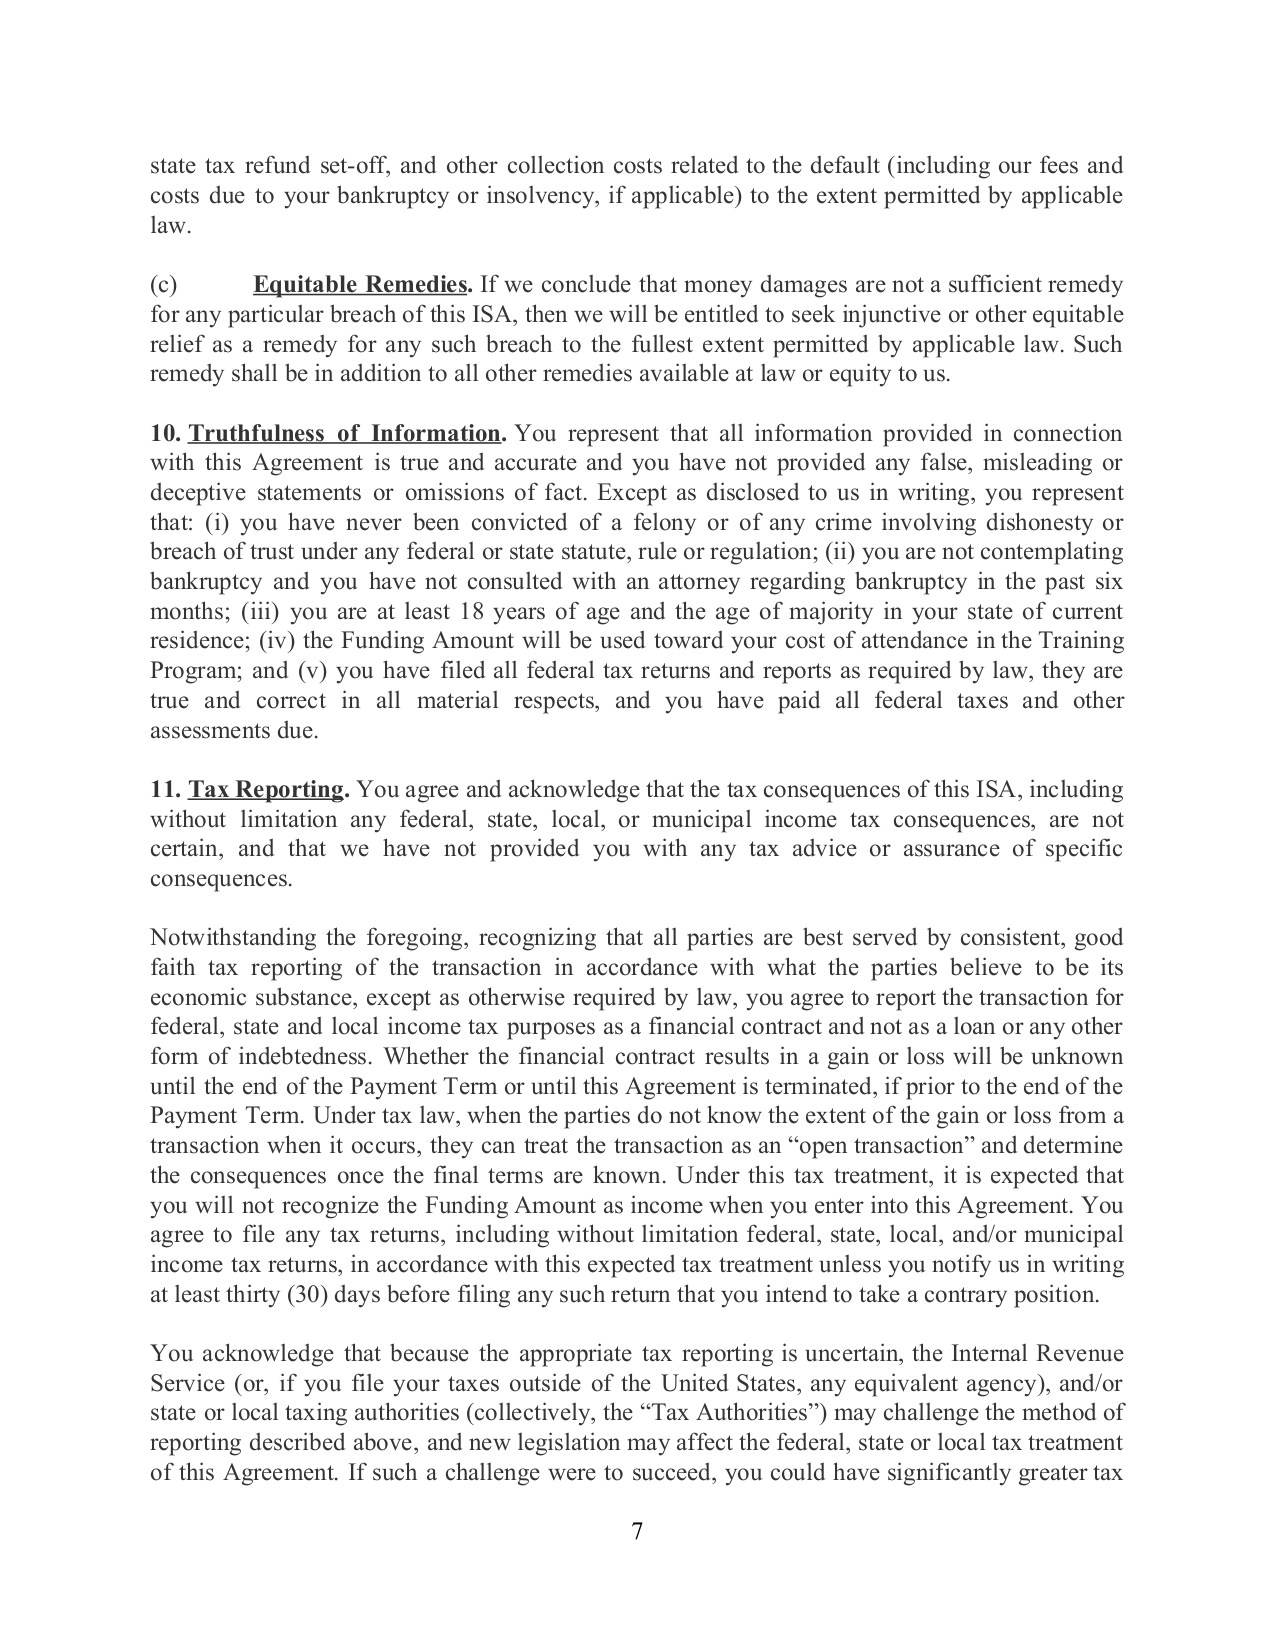 state tax refund set-off, and other collection costs related to the default (including our fees and
costs due to your bankruptcy or insolvency, if applicable) to the extent permitted by applicable
law.
(c) Equitable Remedies. If we conclude that money damages are not a sufficient remedy
for any particular breach of this ISA, then we will be entitled to seek injunctive or other equitable
relief as a remedy for any such breach to the fullest extent permitted by applicable law. Such
remedy shall be in addition to all other remedies available at law or equity to us.
10. Truthfulness of Information. You represent that all information provided in connection
with this Agreement is true and accurate and you have not provided any false, misleading or
deceptive statements or omissions of fact. Except as disclosed to us in writing, you represent
that: (i) you have never been convicted of a felony or of any crime involving dishonesty or
breach of trust under any federal or state statute, rule or regulation; (ii) you are not contemplating
bankruptcy and you have not consulted with an attorney regarding bankruptcy in the past six
months; (iii) you are at least 18 years of age and the age of majority in your state of current
residence; (iv) the Funding Amount will be used toward your cost of attendance in the Training
Program; and (v) you have filed all federal tax returns and reports as required by law, they are
true and correct in all material respects, and you have paid all federal taxes and other
assessments due.
11. Tax Reporting. You agree and acknowledge that the tax consequences of this ISA, including
without limitation any federal, state, local, or municipal income tax consequences, are not
certain, and that we have not provided you with any tax advice or assurance of specific
consequences.
Notwithstanding the foregoing, recognizing that all parties are best served by consistent, good
faith tax reporting of the transaction in accordance with what the parties believe to be its
economic substance, except as otherwise required by law, you agree to report the transaction for
federal, state and local income tax purposes as a financial contract and not as a loan or any other
form of indebtedness. Whether the financial contract results in a gain or loss will be unknown
until the end of the Payment Term or until this Agreement is terminated, if prior to the end of the
Payment Term. Under tax law, when the parties do not know the extent of the gain or loss from a
transaction when it occurs, they can treat the transaction as an “open transaction” and determine
the consequences once the final terms are known. Under this tax treatment, it is expected that
you will not recognize the Funding Amount as income when you enter into this Agreement. You
agree to file any tax returns, including without limitation federal, state, local, and/or municipal
income tax returns, in accordance with this expected tax treatment unless you notify us in writing
at least thirty (30) days before filing any such return that you intend to take a contrary position.
You acknowledge that because the appropriate tax reporting is uncertain, the Internal Revenue
Service (or, if you file your taxes outside of the United States, any equivalent agency), and/or
state or local taxing authorities (collectively, the “Tax Authorities”) may challenge the method of
reporting described above, and new legislation may affect the federal, state or local tax treatment
of this Agreement. If such a challenge were to succeed, you could have significantly greater tax
7